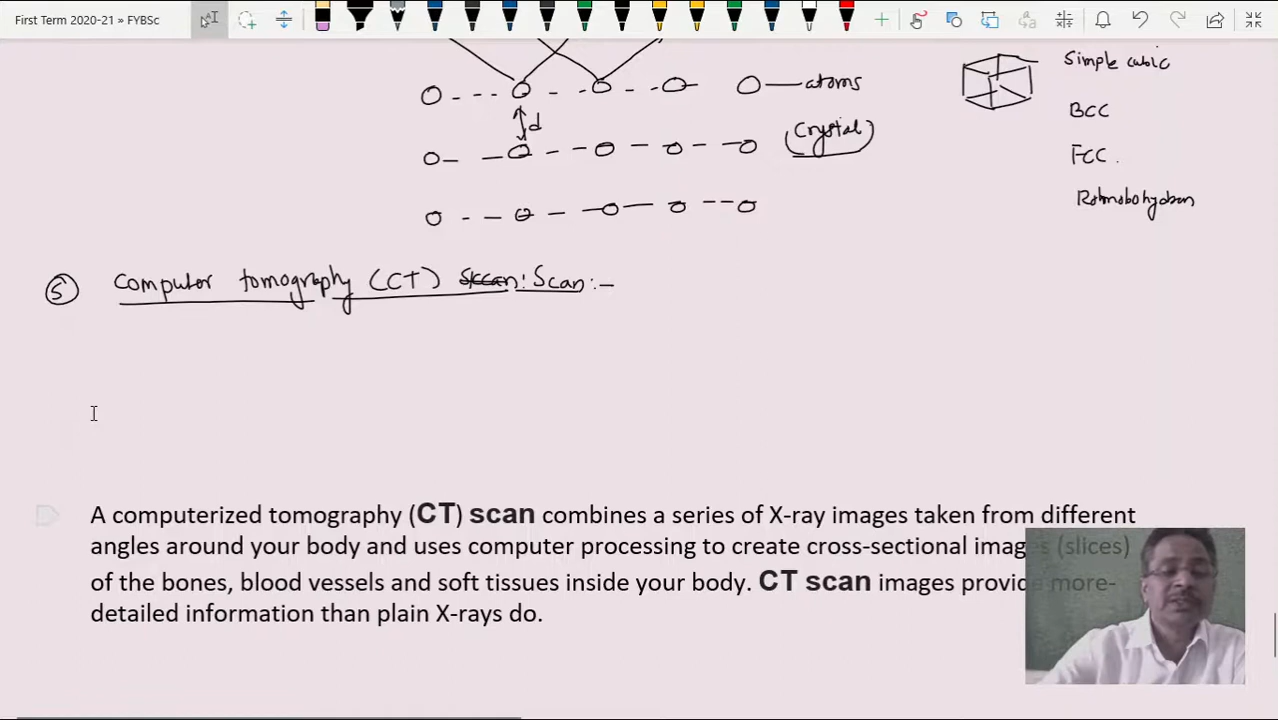 First Term 2020-21 » FYBSc
atoms
d
(Crystal)
Simple cubic
BCC
FCC.
⑤ Computer tomography (CT) Scan:-
A computerized tomography (CT) scan combines a series of X-ray images taken from different
angles around your body and uses computer processing to create cross-sectional images (slices)
of the bones, blood vessels and soft tissues inside your body. CT scan images provide more-
detailed information than plain X-rays do.